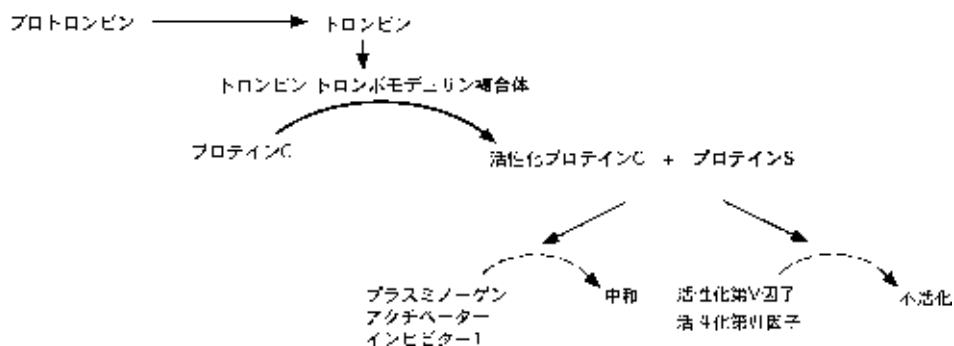 プロトロンビン
トロンビン
トロンビン トロンボモデュリン複合体
プロテインC
活性化プロテインC + プロテインS
プラスミノーゲン
アクチベーター
インヒビター1
中和
活性化第V因子
活性化第VIII因子
不活化